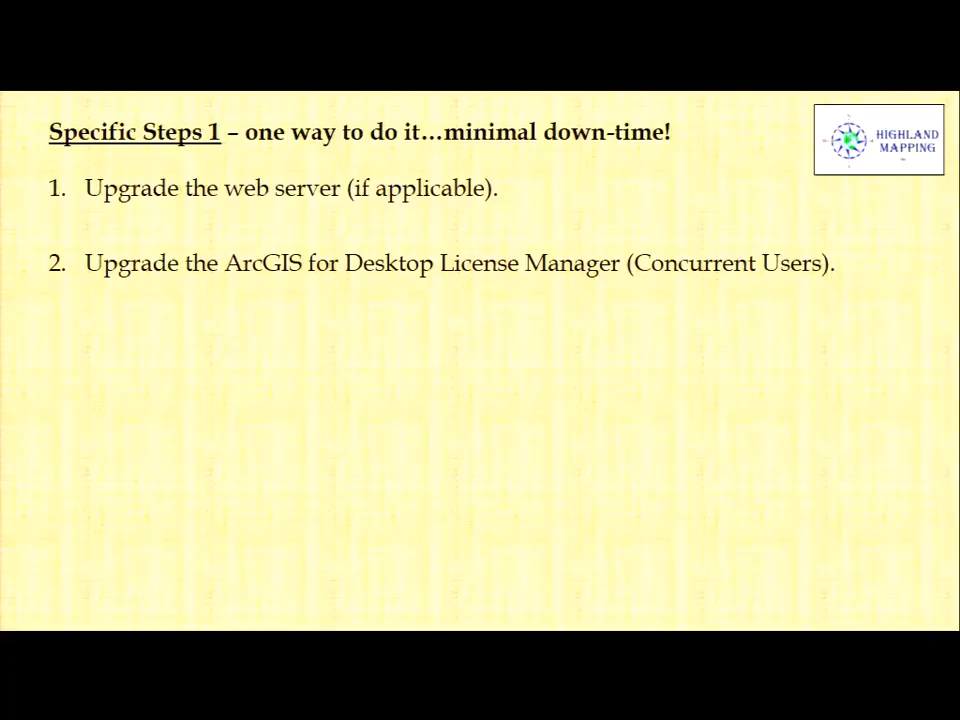 Specific Steps 1 – one way to do it…minimal down-time!
HIGHLAND
MAPPING
1. Upgrade the web server (if applicable).
2. Upgrade the ArcGIS for Desktop License Manager (Concurrent Users).